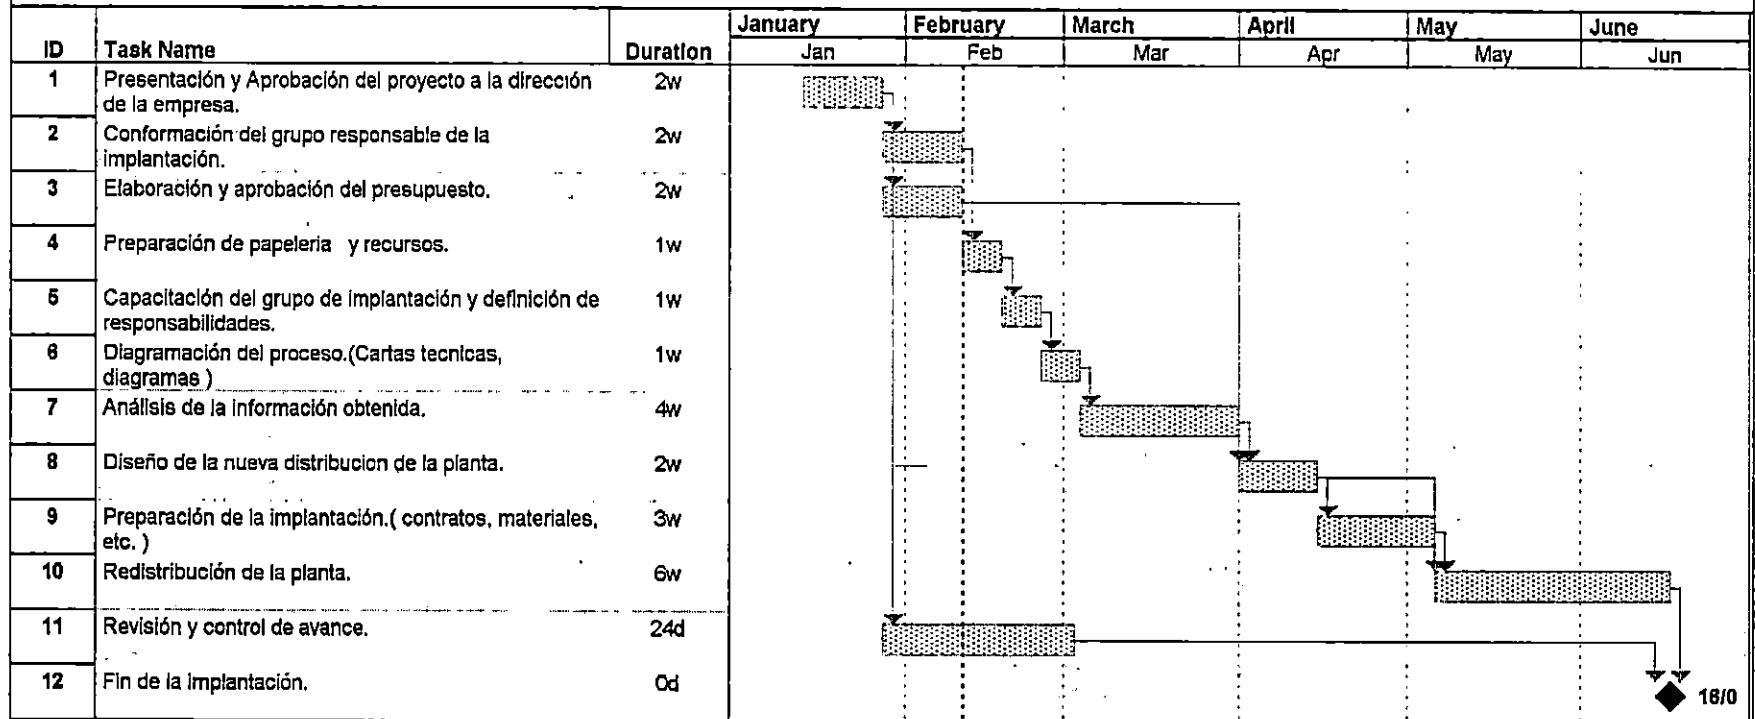 January February March April May June
ID Task Name Duration Jan Feb Mar Apr May Jun
1 Presentación y Aprobación del proyecto a la dirección 2w
de la empresa.
2 Conformación del grupo responsable de la 2w
implantación.
3 Elaboración y aprobación del presupuesto. 2w
4 Preparación de papeleria y recursos. 1w
5 Capacitación del grupo de implantación y definición de 1w
responsabilidades.
6 Diagramación del proceso.(Cartas tecnicas, 1w
diagramas )
7 Análisis de la información obtenida. 4w
8 Diseño de la nueva distribucion de la planta. 2w
9 Preparación de la implantación.( contratos, materiales, 3w
etc. )
10 Redistribución de la planta. 6w
11 Revisión y control de avance. 24d
12 Fin de la implantación. 0d 16/0